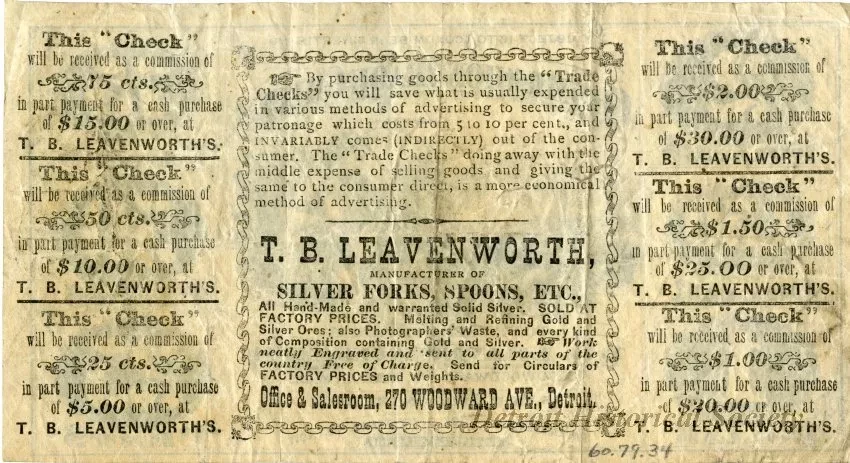 This "Check"
will be received as a commission of
75 cts.
in part payment for a cash purchase
of $15.00 or over, at
T. B. LEAVENWORTH'S.
This "Check"
will be received as a commission of
50 cts.
in part payment for a cash purchase
of $10.00 or over, at
T. B. LEAVENWORTH'S.
This "Check"
will be received as a commission of
25 cts.
in part payment for a cash purchase
of $5.00 or over, at
T. B. LEAVENWORTH'S.
☞ By purchasing goods through the "Trade
Checks" you will save what is usually expended
in various methods of advertising to secure your
patronage which costs from 5 to 10 per cent., and
INVARIABLY comes (INDIRECTLY) out of the con-
sumer. The "Trade Checks" doing away with the
middle expense of selling goods and giving the
same to the consumer direct, is a more economical
method of advertising.
T. B. LEAVENWORTH,
MANUFACTURER OF
SILVER FORKS, SPOONS, ETC.,
All Hand-Made and warranted Solid Silver. SOLD AT
FACTORY PRICES. Melting and Refining Gold and
Silver Ores; also Photographers' Waste, and every kind
of Composition containing Gold and Silver. ☞ Work
neatly Engraved and sent to all parts of the
country Free of Charge. Send for Circulars of
FACTORY PRICES and Weights.
Office & Salesroom, 270 WOODWARD AVE., Detroit.
This "Check"
will be received as a commission of
$2.00
in part payment for a cash purchase
of $30.00 or over, at
T. B. LEAVENWORTH'S.
This "Check"
will be received as a commission of
$1.50
in part payment for a cash purchase
of $25.00 or over, at
T. B. LEAVENWORTH'S.
This "Check"
will be received as a commission of
$1.00
in part payment for a cash purchase
of $20.00 or over, at
T. B. LEAVENWORTH'S.
Detroit Historical Society
60.79.34